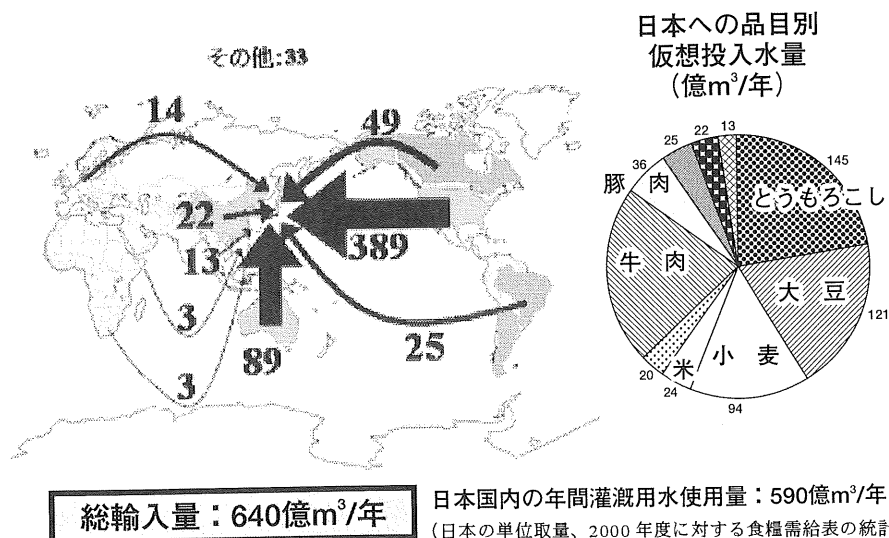 その他:33
14
49
22
389
13
3
89
25
3
総輸入量：640億m³/年
日本への品目別
仮想投入水量
（億m³/年）
13
22
25
36
145
とうもろこし
豚肉
牛肉
大豆
121
小麦
米
20
24
94
日本国内の年間灌漑用水使用量：590億m³/年
（日本の単位収量、2000年度に対する食糧需給表の統計